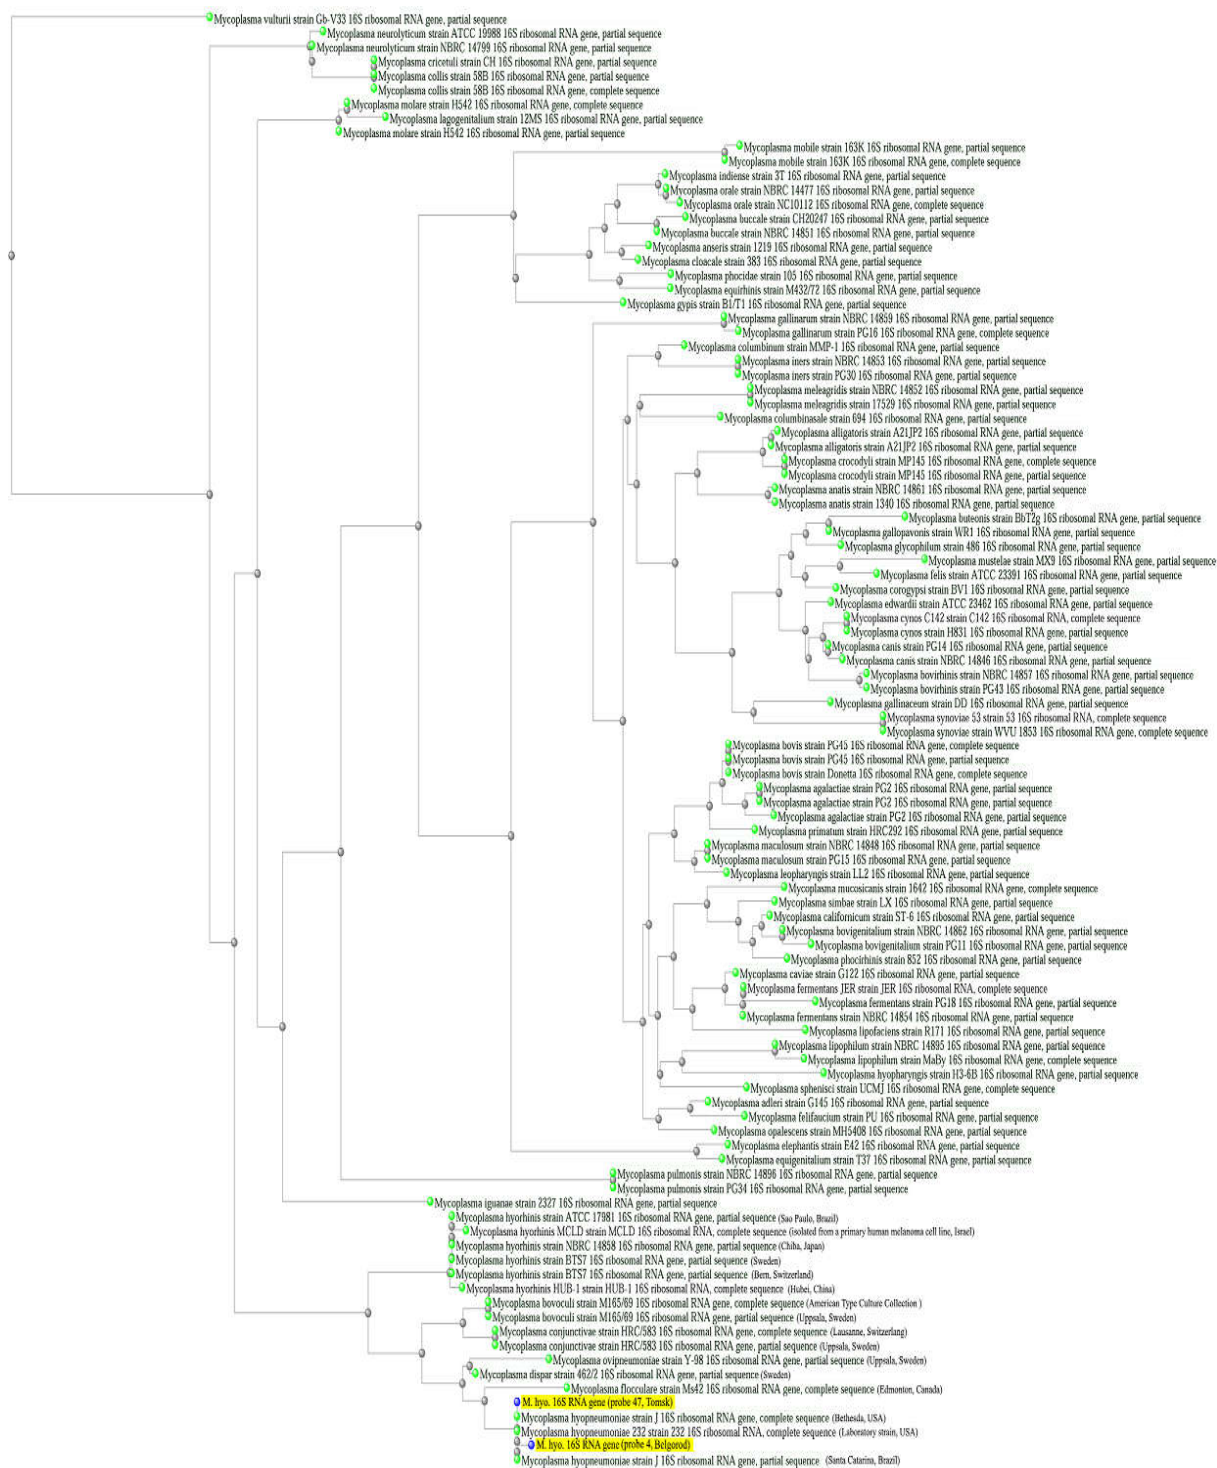 Mycoplasma vulturii strain Gb-V33 16S ribosomal RNA gene, partial sequence
Mycoplasma neurolyticum strain ATCC 19988 16S ribosomal RNA gene, partial sequence
Mycoplasma neurolyticum strain NBRC 14799 16S ribosomal RNA gene, partial sequence
Mycoplasma cricetuli strain CH 16S ribosomal RNA gene, partial sequence
Mycoplasma collis strain 58B 16S ribosomal RNA gene, partial sequence
Mycoplasma collis strain 58B 16S ribosomal RNA gene, complete sequence
Mycoplasma molare strain H542 16S ribosomal RNA gene, complete sequence
Mycoplasma lagogenitalium strain 12MS 16S ribosomal RNA gene, partial sequence
Mycoplasma molare strain H542 16S ribosomal RNA gene, partial sequence
Mycoplasma mobile strain 163K 16S ribosomal RNA gene, partial sequence
Mycoplasma mobile strain 163K 16S ribosomal RNA gene, complete sequence
Mycoplasma indiense strain 3T 16S ribosomal RNA gene, partial sequence
Mycoplasma orale strain NBRC 14477 16S ribosomal RNA gene, partial sequence
Mycoplasma orale strain NC10112 16S ribosomal RNA gene, complete sequence
Mycoplasma buccale strain CH20247 16S ribosomal RNA gene, partial sequence
Mycoplasma buccale strain NBRC 14851 16S ribosomal RNA gene, partial sequence
Mycoplasma anseris strain 1219 16S ribosomal RNA gene, partial sequence
Mycoplasma cloacale strain 383 16S ribosomal RNA gene, partial sequence
Mycoplasma phocidae strain 105 16S ribosomal RNA gene, partial sequence
Mycoplasma equirhinis strain M432/72 16S ribosomal RNA gene, partial sequence
Mycoplasma gypis strain B1/T1 16S ribosomal RNA gene, partial sequence
Mycoplasma gallinarum strain NBRC 14859 16S ribosomal RNA gene, partial sequence
Mycoplasma gallinarum strain PG16 16S ribosomal RNA gene, complete sequence
Mycoplasma columbinum strain MMP-1 16S ribosomal RNA gene, partial sequence
Mycoplasma iners strain NBRC 14853 16S ribosomal RNA gene, partial sequence
Mycoplasma iners strain PG30 16S ribosomal RNA gene, partial sequence
Mycoplasma meleagridis strain NBRC 14852 16S ribosomal RNA gene, partial sequence
Mycoplasma meleagridis strain 17529 16S ribosomal RNA gene, partial sequence
Mycoplasma columbinasale strain 694 16S ribosomal RNA gene, partial sequence
Mycoplasma alligatoris strain A21JP2 16S ribosomal RNA gene, partial sequence
Mycoplasma alligatoris strain A21JP2 16S ribosomal RNA gene, partial sequence
Mycoplasma crocodyli strain MP145 16S ribosomal RNA gene, complete sequence
Mycoplasma crocodyli strain MP145 16S ribosomal RNA gene, partial sequence
Mycoplasma anatis strain NBRC 14861 16S ribosomal RNA gene, partial sequence
Mycoplasma anatis strain 1340 16S ribosomal RNA gene, partial sequence
Mycoplasma buteonis strain BbT2g 16S ribosomal RNA gene, partial sequence
Mycoplasma gallopavonis strain WR1 16S ribosomal RNA gene, partial sequence
Mycoplasma glycophilum strain 486 16S ribosomal RNA gene, partial sequence
Mycoplasma mustelae strain MX9 16S ribosomal RNA gene, partial sequence
Mycoplasma felis strain ATCC 23391 16S ribosomal RNA gene, partial sequence
Mycoplasma corogypsi strain BV1 16S ribosomal RNA gene, partial sequence
Mycoplasma edwardii strain ATCC 23462 16S ribosomal RNA gene, partial sequence
Mycoplasma cynos C142 strain C142 16S ribosomal RNA, complete sequence
Mycoplasma cynos strain H831 16S ribosomal RNA gene, partial sequence
Mycoplasma canis strain PG14 16S ribosomal RNA gene, partial sequence
Mycoplasma canis strain NBRC 14846 16S ribosomal RNA gene, partial sequence
Mycoplasma bovirhinis strain NBRC 14857 16S ribosomal RNA gene, partial sequence
Mycoplasma bovirhinis strain PG43 16S ribosomal RNA gene, partial sequence
Mycoplasma gallinaceum strain DD 16S ribosomal RNA gene, partial sequence
Mycoplasma synoviae 53 strain 53 16S ribosomal RNA, complete sequence
Mycoplasma synoviae strain WVU 1853 16S ribosomal RNA gene, complete sequence
Mycoplasma bovis strain PG45 16S ribosomal RNA gene, complete sequence
Mycoplasma bovis strain PG45 16S ribosomal RNA gene, partial sequence
Mycoplasma bovis strain Donetta 16S ribosomal RNA gene, complete sequence
Mycoplasma agalactiae strain PG2 16S ribosomal RNA gene, partial sequence
Mycoplasma agalactiae strain PG2 16S ribosomal RNA gene, partial sequence
Mycoplasma agalactiae strain PG2 16S ribosomal RNA gene, partial sequence
Mycoplasma primatum strain HRC292 16S ribosomal RNA gene, partial sequence
Mycoplasma maculosum strain NBRC 14848 16S ribosomal RNA gene, partial sequence
Mycoplasma maculosum strain PG15 16S ribosomal RNA gene, partial sequence
Mycoplasma leopharyngis strain LL2 16S ribosomal RNA gene, partial sequence
Mycoplasma mucosicanis strain 1642 16S ribosomal RNA gene, complete sequence
Mycoplasma simbae strain LX 16S ribosomal RNA gene, partial sequence
Mycoplasma californicum strain ST-6 16S ribosomal RNA gene, partial sequence
Mycoplasma bovigenitalium strain NBRC 14862 16S ribosomal RNA gene, partial sequence
Mycoplasma bovigenitalium strain PG11 16S ribosomal RNA gene, partial sequence
Mycoplasma phocirhinis strain 852 16S ribosomal RNA gene, partial sequence
Mycoplasma caviae strain G122 16S ribosomal RNA gene, partial sequence
Mycoplasma fermentans JER strain JER 16S ribosomal RNA, complete sequence
Mycoplasma fermentans strain PG18 16S ribosomal RNA gene, partial sequence
Mycoplasma fermentans strain NBRC 14854 16S ribosomal RNA gene, partial sequence
Mycoplasma lipofaciens strain R171 16S ribosomal RNA gene, partial sequence
Mycoplasma lipophilum strain NBRC 14895 16S ribosomal RNA gene, partial sequence
Mycoplasma lipophilum strain MaBy 16S ribosomal RNA gene, complete sequence
Mycoplasma hyopharyngis strain H3-6B 16S ribosomal RNA gene, partial sequence
Mycoplasma sphenisci strain UCMJ 16S ribosomal RNA gene, complete sequence
Mycoplasma adleri strain G145 16S ribosomal RNA gene, partial sequence
Mycoplasma felifaucium strain PU 16S ribosomal RNA gene, partial sequence
Mycoplasma opalescens strain MH5408 16S ribosomal RNA gene, partial sequence
Mycoplasma elephantis strain E42 16S ribosomal RNA gene, partial sequence
Mycoplasma equigenitalium strain T37 16S ribosomal RNA gene, partial sequence
Mycoplasma pulmonis strain NBRC 14896 16S ribosomal RNA gene, partial sequence
Mycoplasma pulmonis strain PG34 16S ribosomal RNA gene, partial sequence
Mycoplasma iguanae strain 2327 16S ribosomal RNA gene, partial sequence
Mycoplasma hyorhinis strain ATCC 17981 16S ribosomal RNA gene, partial sequence (Sao Paulo, Brazil)
Mycoplasma hyorhinis MCLD strain MCLD 16S ribosomal RNA, complete sequence (isolated from a primary human melanoma cell line, Israel)
Mycoplasma hyorhinis strain NBRC 14858 16S ribosomal RNA gene, partial sequence (Chiba, Japan)
Mycoplasma hyorhinis strain BTS7 16S ribosomal RNA gene, partial sequence (Sweden)
Mycoplasma hyorhinis strain BTS7 16S ribosomal RNA gene, partial sequence (Bern, Switzerland)
Mycoplasma hyorhinis HUB-1 strain HUB-1 16S ribosomal RNA, complete sequence (Hubei, China)
Mycoplasma bovoculi strain M165/69 16S ribosomal RNA gene, complete sequence (American Type Culture Collection )
Mycoplasma bovoculi strain M165/69 16S ribosomal RNA gene, partial sequence (Uppsala, Sweden)
Mycoplasma conjunctivae strain HRC/583 16S ribosomal RNA gene, complete sequence (Lausanne, Switzerlang)
Mycoplasma conjunctivae strain HRC/583 16S ribosomal RNA gene, partial sequence (Uppsala, Sweden)
Mycoplasma ovipneumoniae strain Y-98 16S ribosomal RNA gene, partial sequence (Uppsala, Sweden)
Mycoplasma dispar strain 462/2 16S ribosomal RNA gene, partial sequence (Sweden)
Mycoplasma flocculare strain Ms42 16S ribosomal RNA gene, complete sequence (Edmonton, Canada)
M. hyo. 16S RNA gene (probe 47, Tomsk)
Mycoplasma hyopneumoniae strain J 16S ribosomal RNA gene, complete sequence (Bethesda, USA)
Mycoplasma hyopneumoniae 232 strain 232 16S ribosomal RNA, complete sequence (Laboratory strain, USA)
M. hyo. 16S RNA gene (probe 4, Belgorod)
Mycoplasma hyopneumoniae strain J 16S ribosomal RNA gene, partial sequence (Santa Catarina, Brazil)